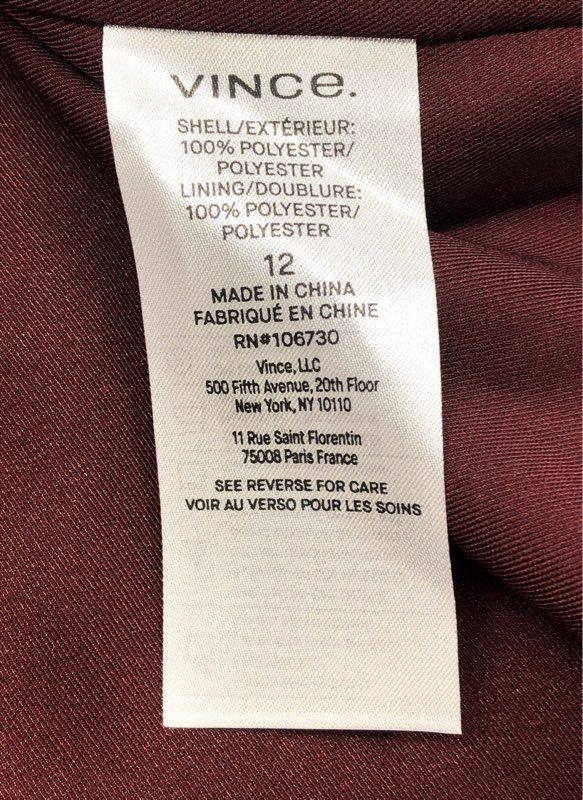 VINCe.
SHELL/EXTÉRIEUR:
100% POLYESTER/
POLYESTER
LINING/DOUBLURE:
100% POLYESTER/
POLYESTER
12
MADE IN CHINA
FABRIQUÉ EN CHINE
RN#106730
Vince, LLC
500 Fifth Avenue, 20th Floor
New York, NY 10110
11 Rue Saint Florentin
75008 Paris France
SEE REVERSE FOR CARE
VOIR AU VERSO POUR LES SOINS